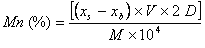 Mn (%) = [(x_s − x_b) × V × 2 D] / M × 10^4